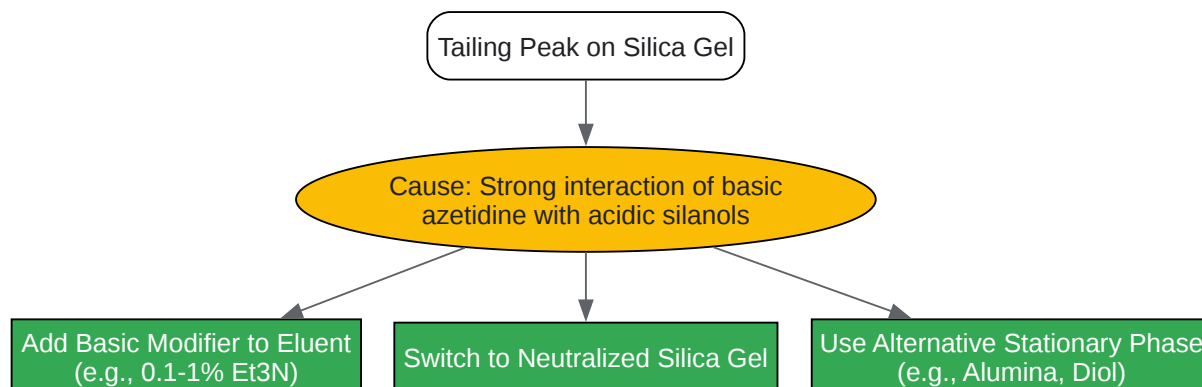 Tailing Peak on Silica Gel
Cause: Strong interaction of basic
azetidine with acidic silanols
Add Basic Modifier to Eluent
(e.g., 0.1-1% Et3N)
Switch to Neutralized Silica Gel
Use Alternative Stationary Phase
(e.g., Alumina, Diol)